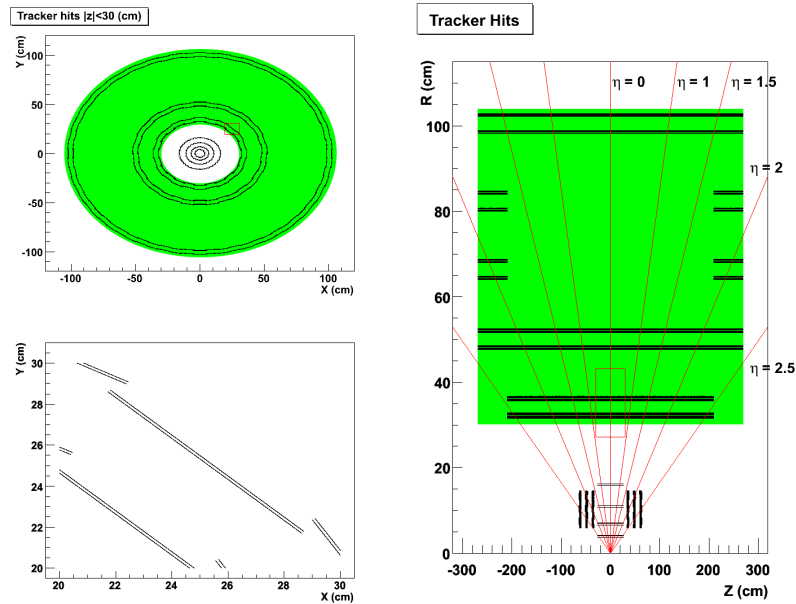 Tracker hits |z|<30 (cm)
Y (cm)
100
50
0
-50
-100
-100 -50 0 50 100
X (cm)
Y (cm)
30
28
26
24
22
20
20 22 24 26 28 30
X (cm)
Tracker Hits
R (cm)
η = 0
η = 1
η = 1.5
η = 2
η = 2.5
100
80
60
40
20
0
-300 -200 -100 0 100 200 300
Z (cm)